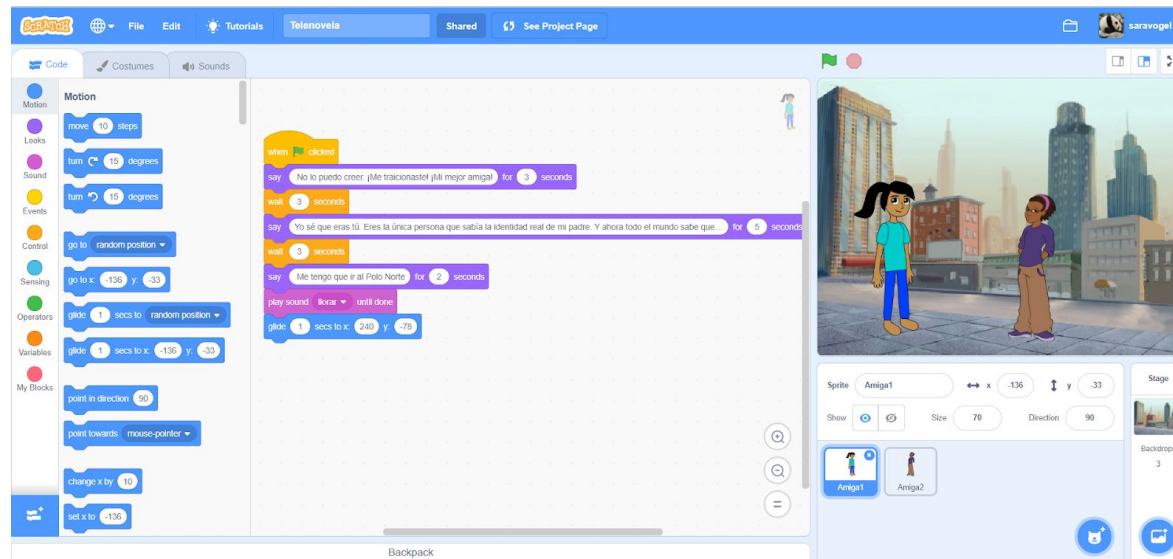 SCRATCH
File Edit Tutorials Telenovela Shared See Project Page saravogel
Code Costumes Sounds
Motion
Looks
Sound
Events
Control
Sensing
Operators
Variables
My Blocks
Motion
move 10 steps
turn 15 degrees
turn 15 degrees
go to random position
go to x: -136 y: -33
glide 1 secs to random position
glide 1 secs to x: -136 y: -33
point in direction 90
point towards mouse-pointer
change x by 10
set x to -136
when clicked
say No lo puedo creer. ¡Me traicionaste! ¡Mi mejor amiga! for 3 seconds
wait 3 seconds
say Yo sé que eras tú. Eres la única persona que sabía la identidad real de mi padre. Y ahora todo el mundo sabe que... for 5 seconds
wait 3 seconds
say Me tengo que ir al Polo Norte for 2 seconds
play sound llorar until done
glide 1 secs to x: 240 y: -78
Backpack
Sprite Amiga1 x -136 y -33
Show Size 70 Direction 90
Amiga1 Amiga2
Stage
Backdrops
3